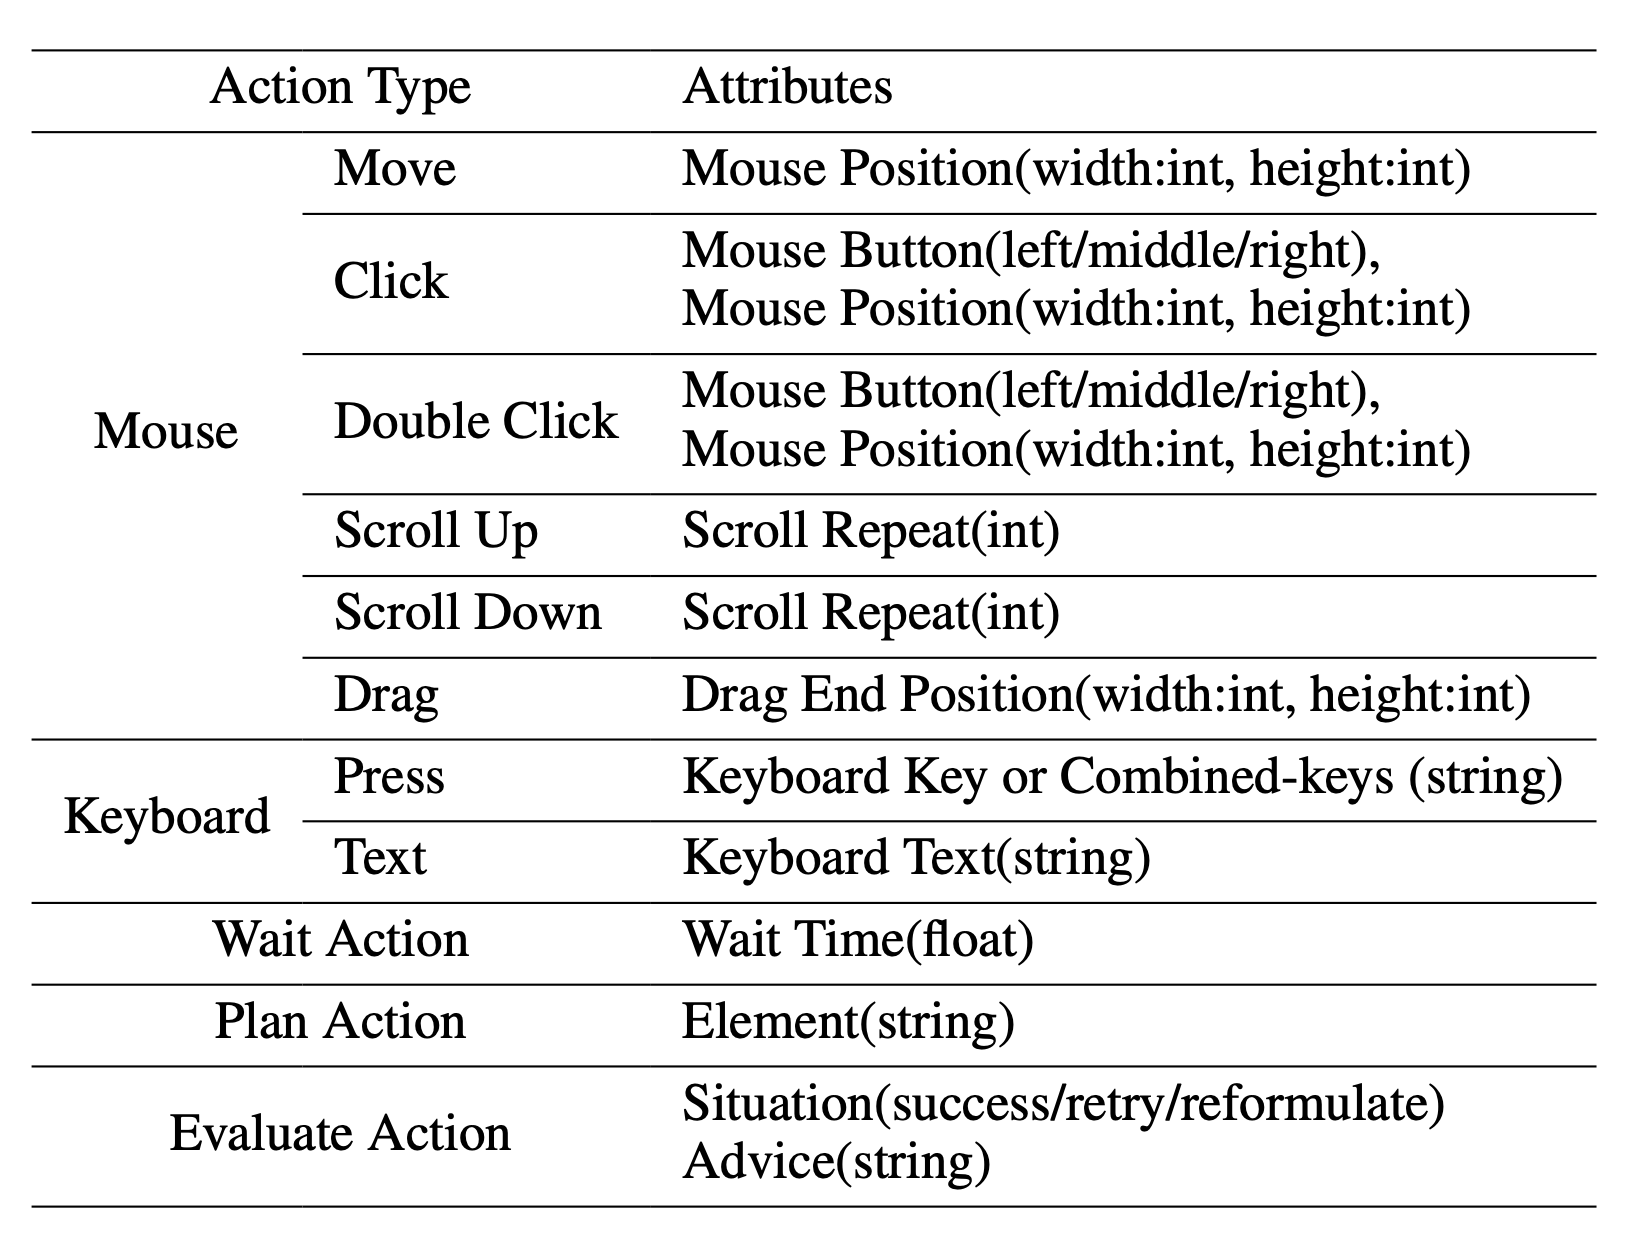 Action Type Attributes
Move Mouse Position(width:int, height:int)
Click Mouse Button(left/middle/right),
Mouse Position(width:int, height:int)
Mouse Double Click Mouse Button(left/middle/right),
Mouse Position(width:int, height:int)
Scroll Up Scroll Repeat(int)
Scroll Down Scroll Repeat(int)
Drag Drag End Position(width:int, height:int)
Keyboard Press Keyboard Key or Combined-keys (string)
Text Keyboard Text(string)
Wait Action Wait Time(float)
Plan Action Element(string)
Evaluate Action Situation(success/retry/reformulate)
Advice(string)